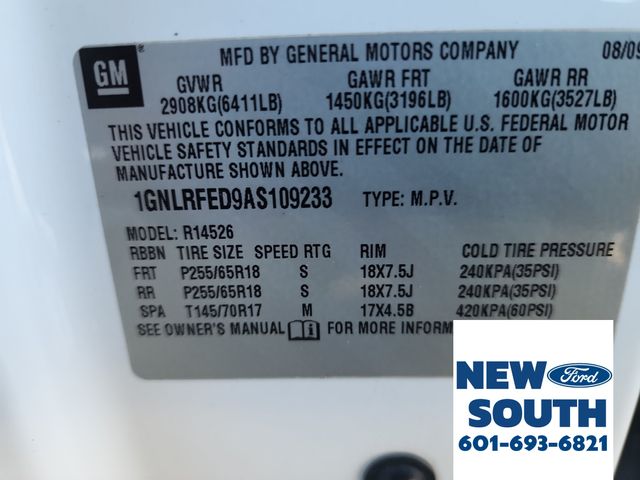 GM
MFD BY GENERAL MOTORS COMPANY 08/09
GVWR GAWR FRT GAWR RR
2908KG(6411LB) 1450KG(3196LB) 1600KG(3527LB)
THIS VEHICLE CONFORMS TO ALL APPLICABLE U.S. FEDERAL MOTOR
VEHICLE SAFETY STANDARDS IN EFFECT ON THE DATE OF
MANUFACTURE SHOWN ABOVE.
1GNLRFED9AS109233 TYPE: M.P.V.
MODEL: R14526
RBBN TIRE SIZE SPEED RTG RIM COLD TIRE PRESSURE
FRT P255/65R18 S 18X7.5J 240KPA(35PSI)
RR P255/65R18 S 18X7.5J 240KPA(35PSI)
SPA T145/70R17 M 17X4.5B 420KPA(60PSI)
SEE OWNER'S MANUAL FOR MORE
NEW Ford
SOUTH
601-693-6821